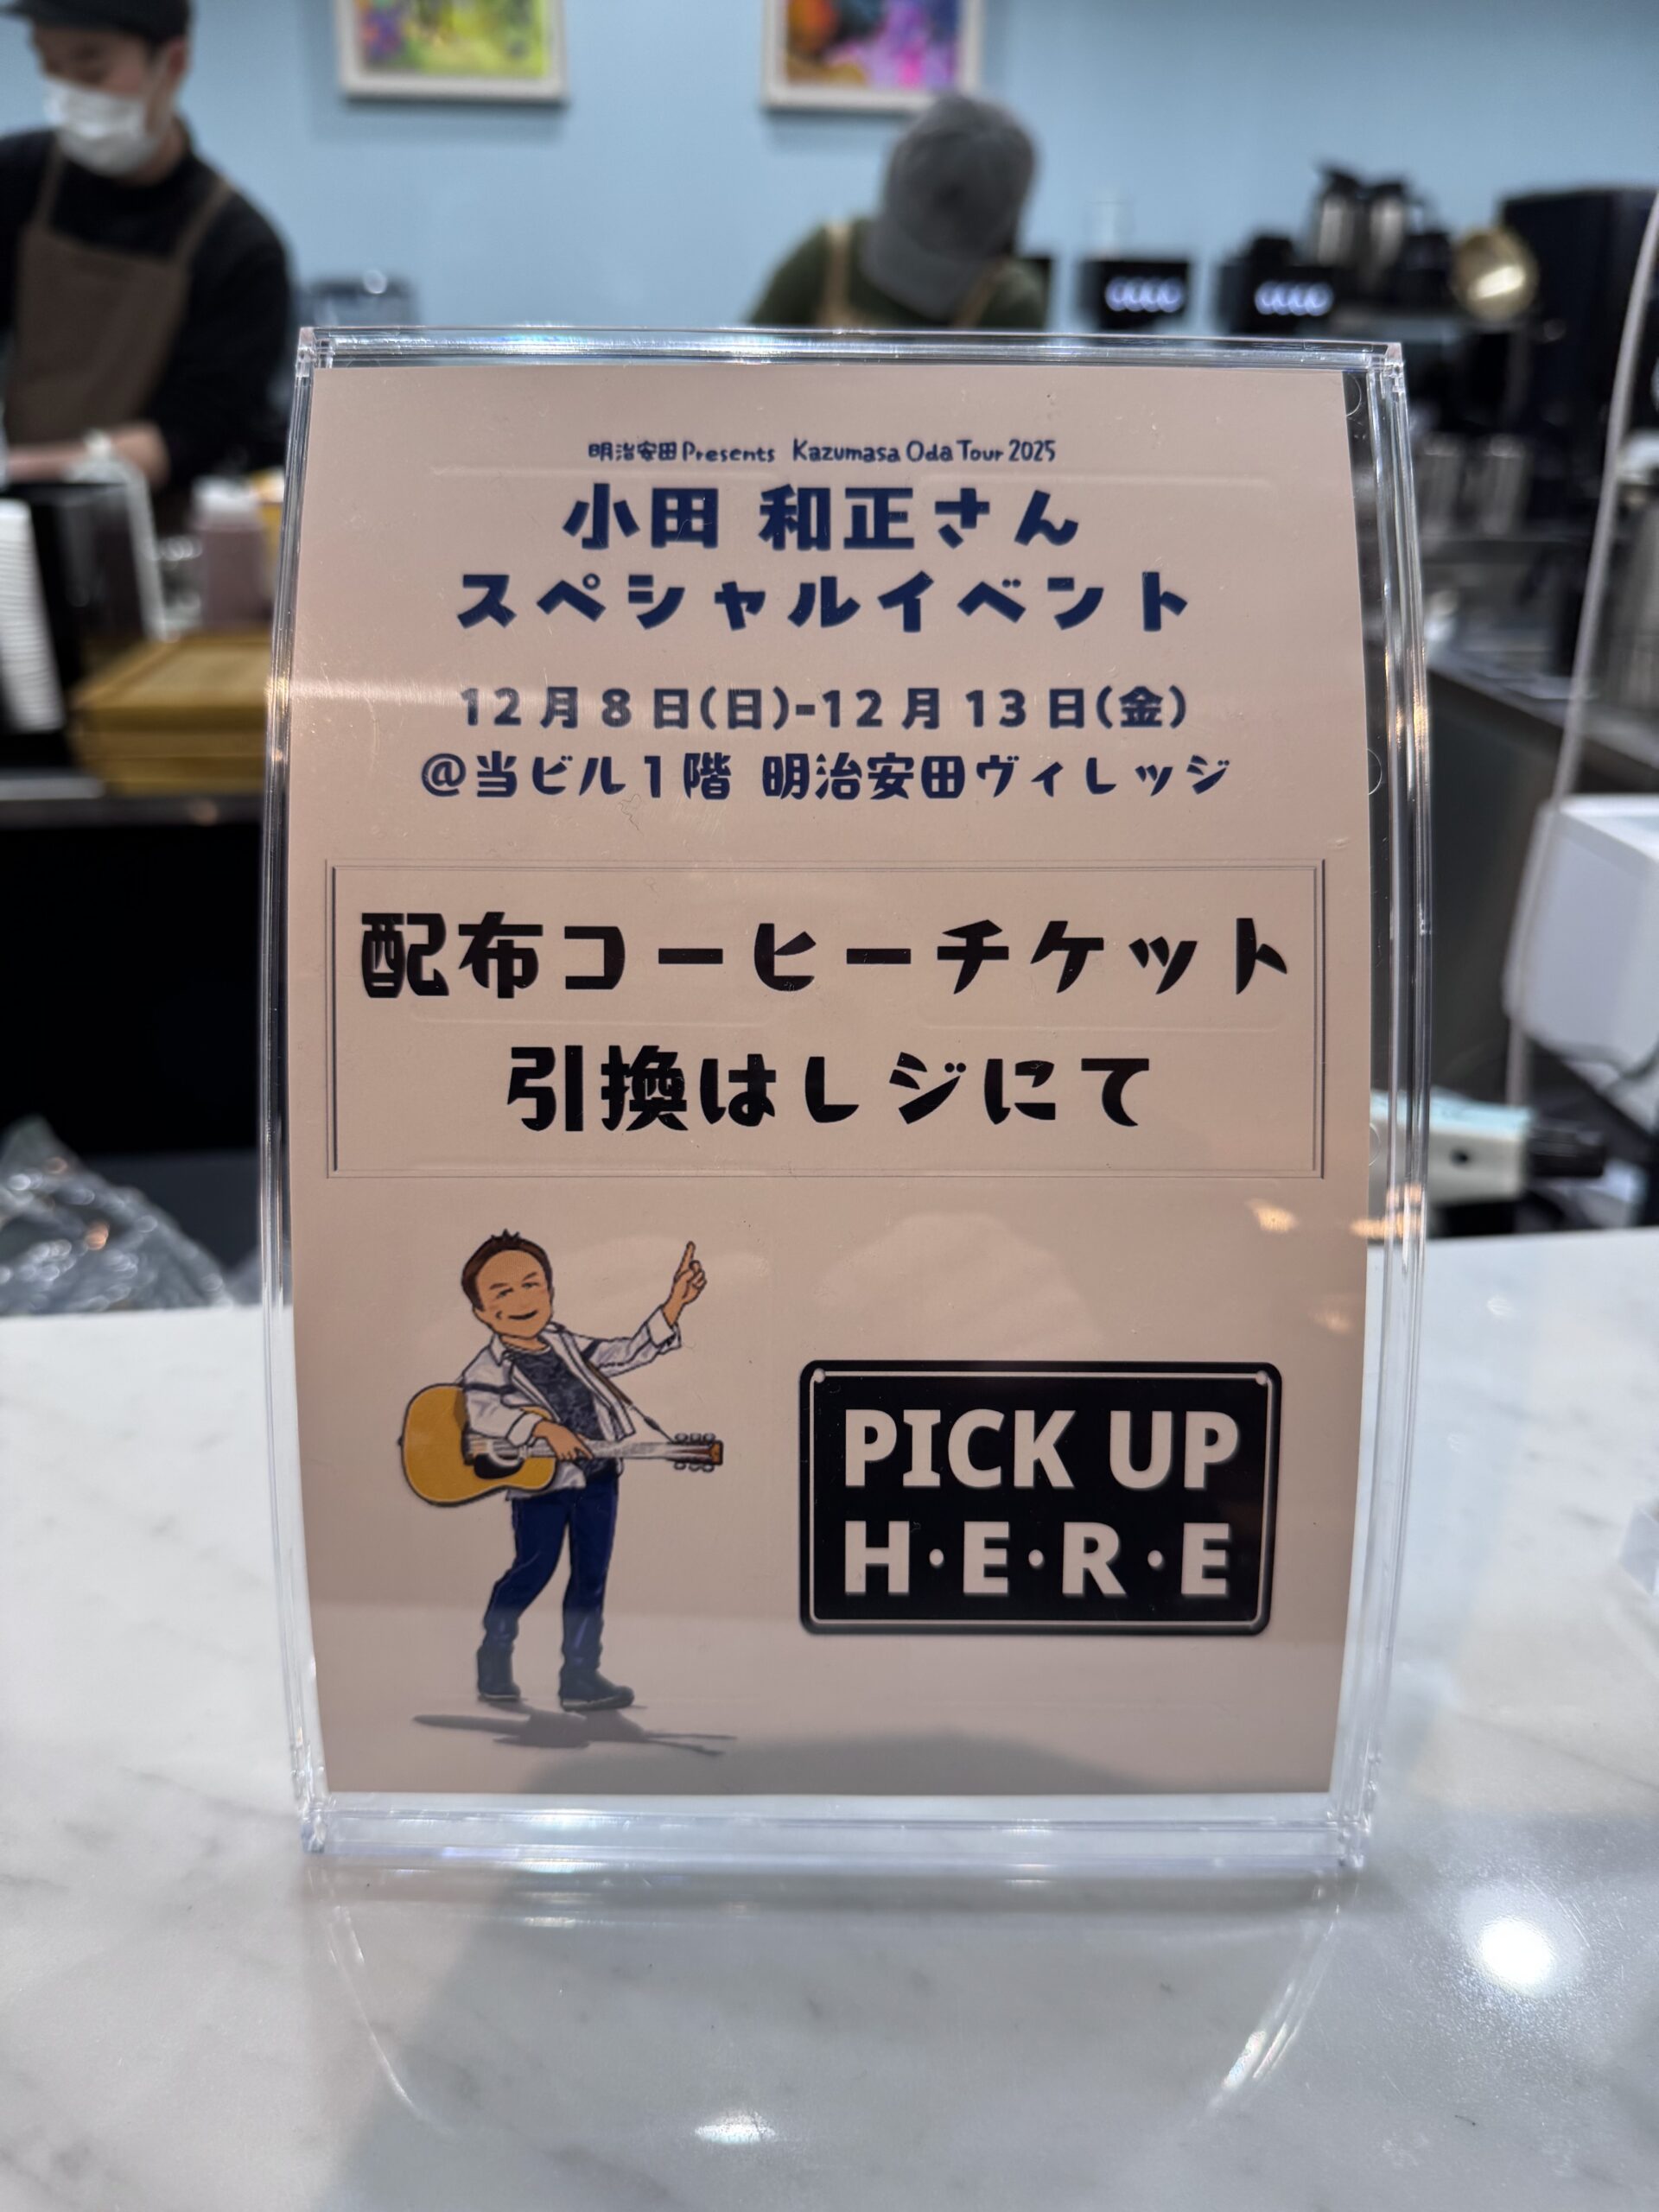 明治安田 Presents Kazumasa Oda Tour 2025
小田 和正さん
スペシャルイベント
12月8日(日)-12月13日(金)
@当ビル1階 明治安田ヴィレッジ
配布コーヒーチケット
引換はレジにて
PICK UP
H・E・R・E